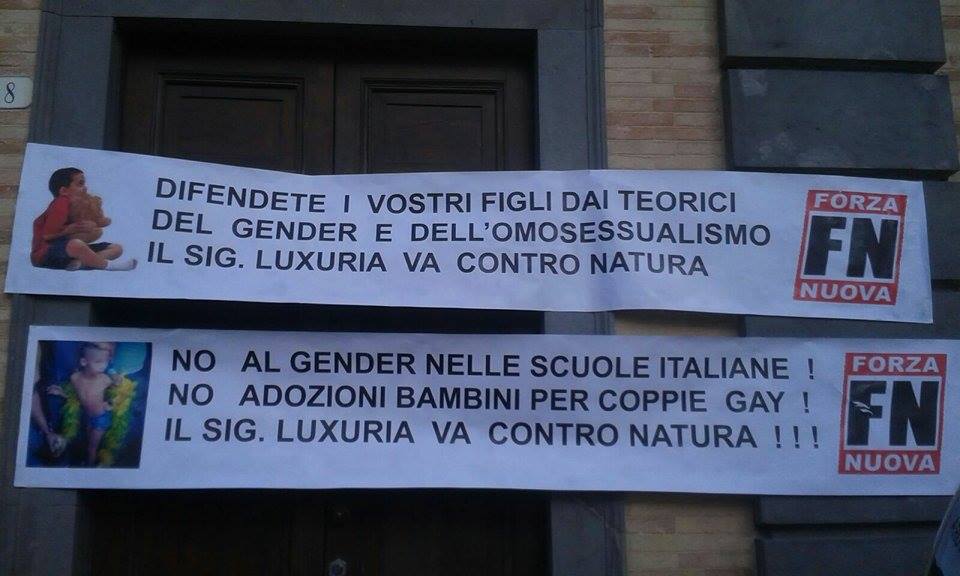 8
DIFENDETE I VOSTRI FIGLI DAI TEORICI
DEL GENDER E DELL'OMOSESSUALISMO
IL SIG. LUXURIA VA CONTRO NATURA
FORZA
FN
NUOVA
NO AL GENDER NELLE SCUOLE ITALIANE !
NO ADOZIONI BAMBINI PER COPPIE GAY !
IL SIG. LUXURIA VA CONTRO NATURA ! ! !
FORZA
FN
NUOVA